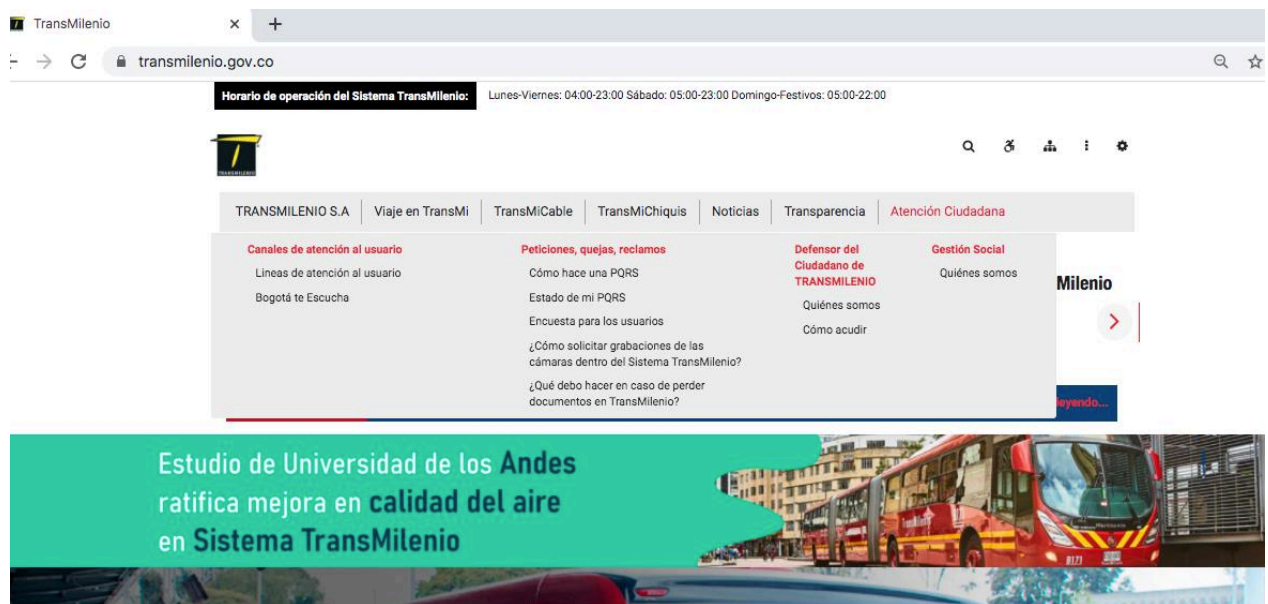 TransMilenio
transmilenio.gov.co
Horario de operación del Sistema TransMilenio: Lunes-Viernes: 04:00-23:00 Sábado: 05:00-23:00 Domingo-Festivos: 05:00-22:00
TRANSMILENIO
TRANSMILENIO S.A Viaje en TransMi TransMiCable TransMiChiquis Noticias Transparencia Atención Ciudadana
Canales de atención al usuario
Lineas de atención al usuario
Bogotá te Escucha
Peticiones, quejas, reclamos
Cómo hace una PQRS
Estado de mi PQRS
Encuesta para los usuarios
¿Cómo solicitar grabaciones de las
cámaras dentro del Sistema TransMilenio?
¿Qué debo hacer en caso de perder
documentos en TransMilenio?
Defensor del
Ciudadano de
TRANSMILENIO
Quiénes somos
Cómo acudir
Gestión Social
Quiénes somos
Milenio
leyendo...
Estudio de Universidad de los Andes
ratifica mejora en calidad del aire
en Sistema TransMilenio
TransMilenio
B173